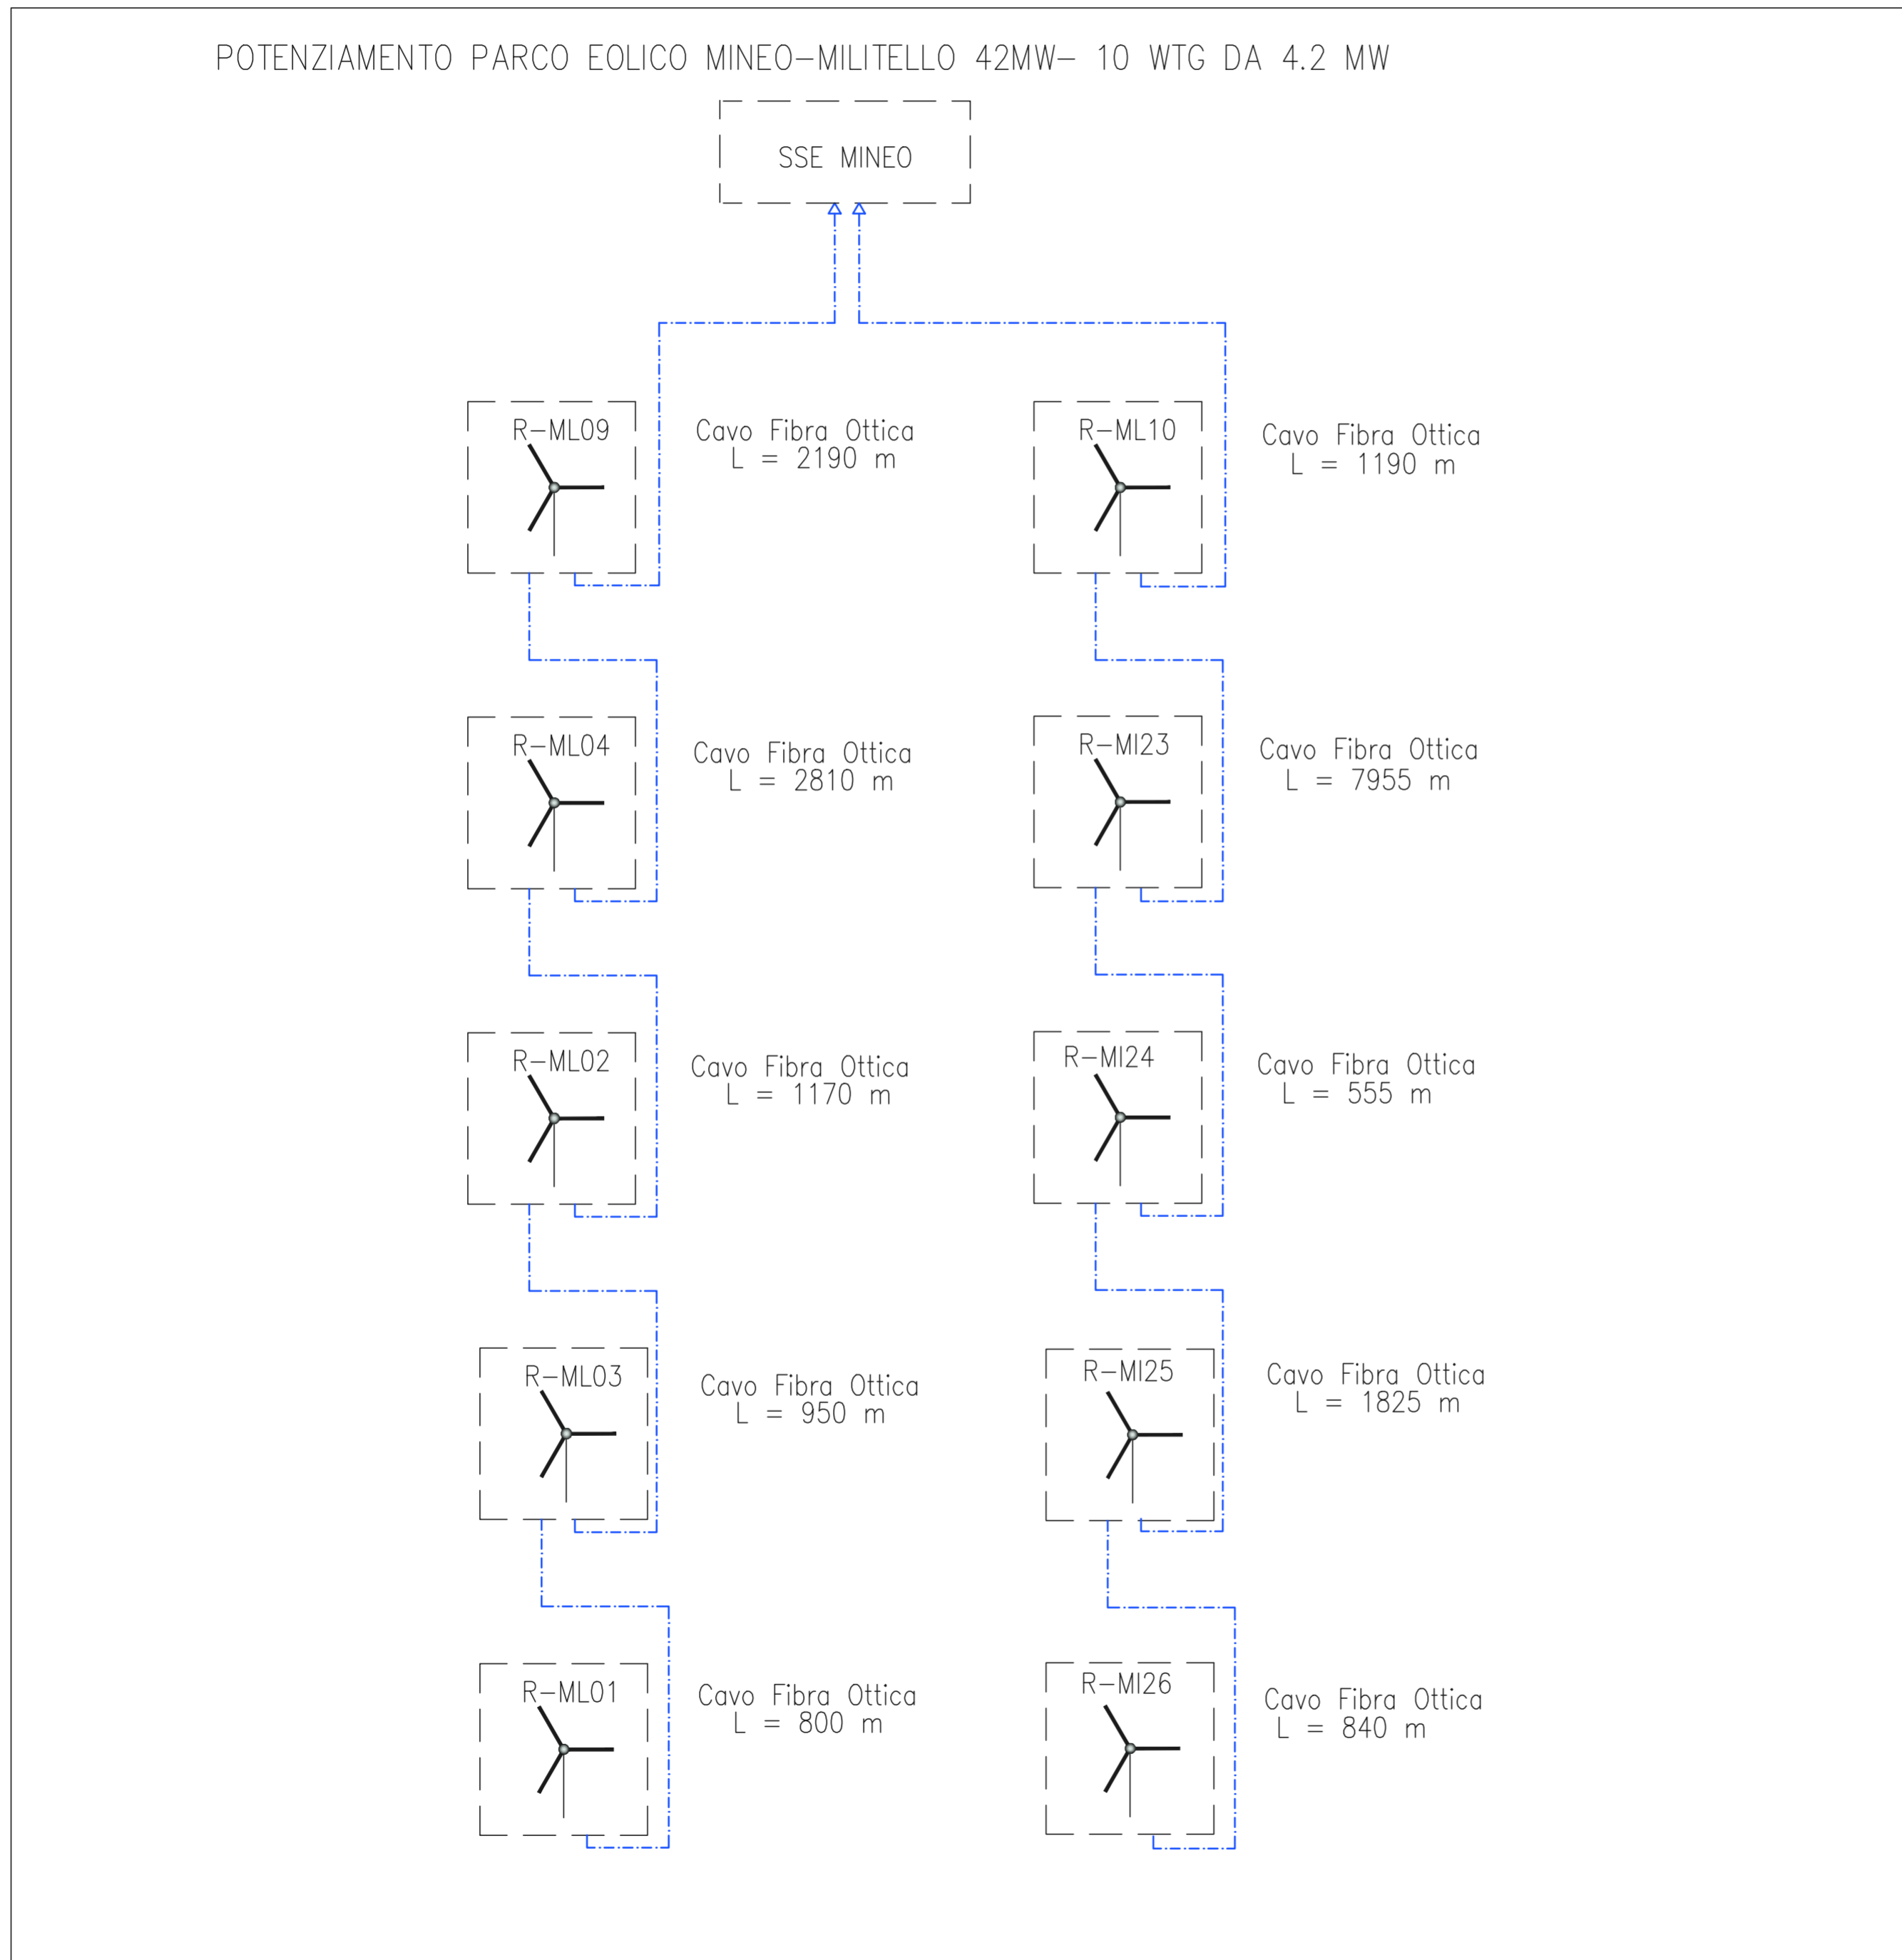 POTENZIAMENTO PARCO EOLICO MINEO-MILITELLO 42MW- 10 WTG DA 4.2 MW
SSE MINEO
R-ML09
Cavo Fibra Ottica
L = 2190 m
R-ML10
Cavo Fibra Ottica
L = 1190 m
R-ML04
Cavo Fibra Ottica
L = 2810 m
R-MI23
Cavo Fibra Ottica
L = 7955 m
R-ML02
Cavo Fibra Ottica
L = 1170 m
R-MI24
Cavo Fibra Ottica
L = 555 m
R-ML03
Cavo Fibra Ottica
L = 950 m
R-MI25
Cavo Fibra Ottica
L = 1825 m
R-ML01
Cavo Fibra Ottica
L = 800 m
R-MI26
Cavo Fibra Ottica
L = 840 m